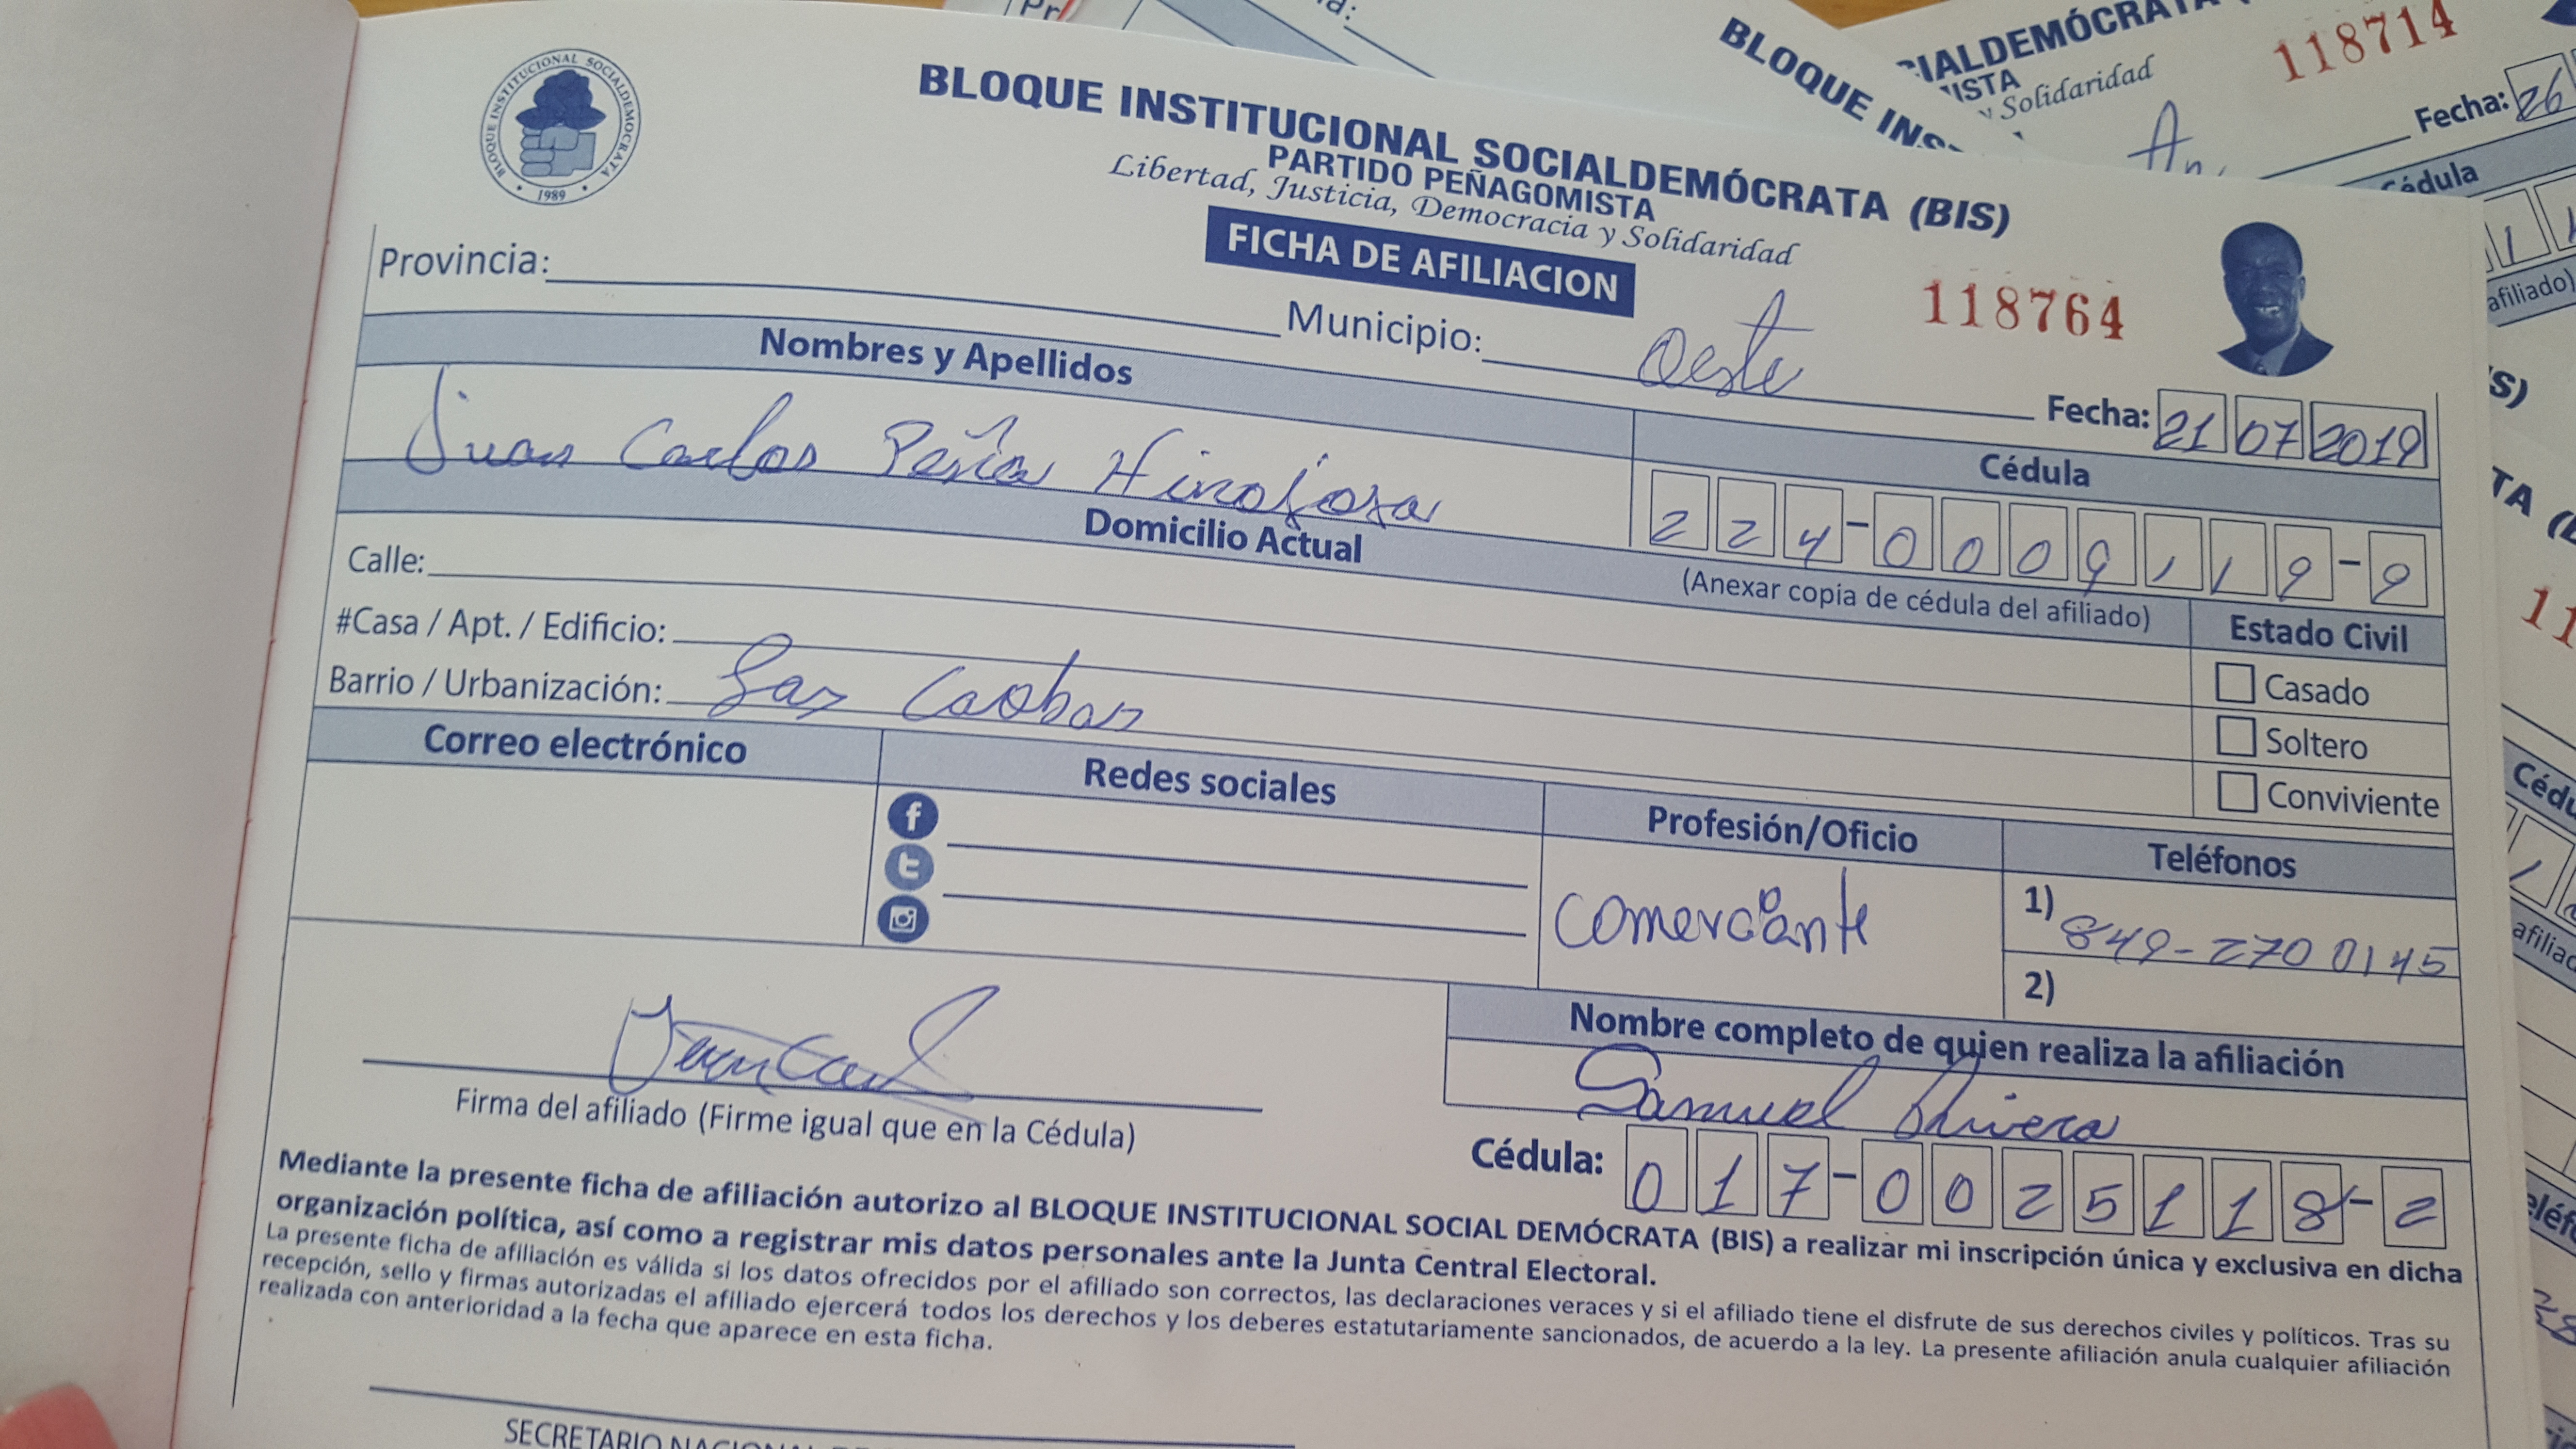 BLOQUE INSTITUCIONAL SOCIALDEMÓCRATA
1989
BLOQUE INSTITUCIONAL SOCIALDEMÓCRATA (BIS)
PARTIDO PEÑAGOMISTA
Libertad, Justicia, Democracia y Solidaridad
FICHA DE AFILIACION
118764
Provincia:
Municipio: Oeste
Fecha: 21 07 2019
Nombres y Apellidos
Juan Carlos Peña Hinojosa
Cédula
224-0009119-9
(Anexar copia de cédula del afiliado)
Domicilio Actual
Calle:
#Casa / Apt. / Edificio:
Barrio / Urbanización: Las Caobas
Estado Civil
Casado
Soltero
Conviviente
Correo electrónico
Redes sociales
Profesión/Oficio
Comerciante
Teléfonos
1) 849-270 0145
2)
Firma del afiliado (Firme igual que en la Cédula)
Nombre completo de quien realiza la afiliación
Samuel Rivera
Cédula: 017-0025118-2
Mediante la presente ficha de afiliación autorizo al BLOQUE INSTITUCIONAL SOCIAL DEMÓCRATA (BIS) a realizar mi inscripción única y exclusiva en dicha
organización política, así como a registrar mis datos personales ante la Junta Central Electoral.
La presente ficha de afiliación es válida si los datos ofrecidos por el afiliado son correctos, las declaraciones veraces y si el afiliado tiene el disfrute de sus derechos civiles y políticos. Tras su
recepción, sello y firmas autorizadas el afiliado ejercerá todos los derechos y los deberes estatutariamente sancionados, de acuerdo a la ley. La presente afiliación anula cualquier afiliación
realizada con anterioridad a la fecha que aparece en esta ficha.
SECRETARIO
BLOQUE
118714
y Solidaridad
Fecha: 26
Cédula
afiliado)